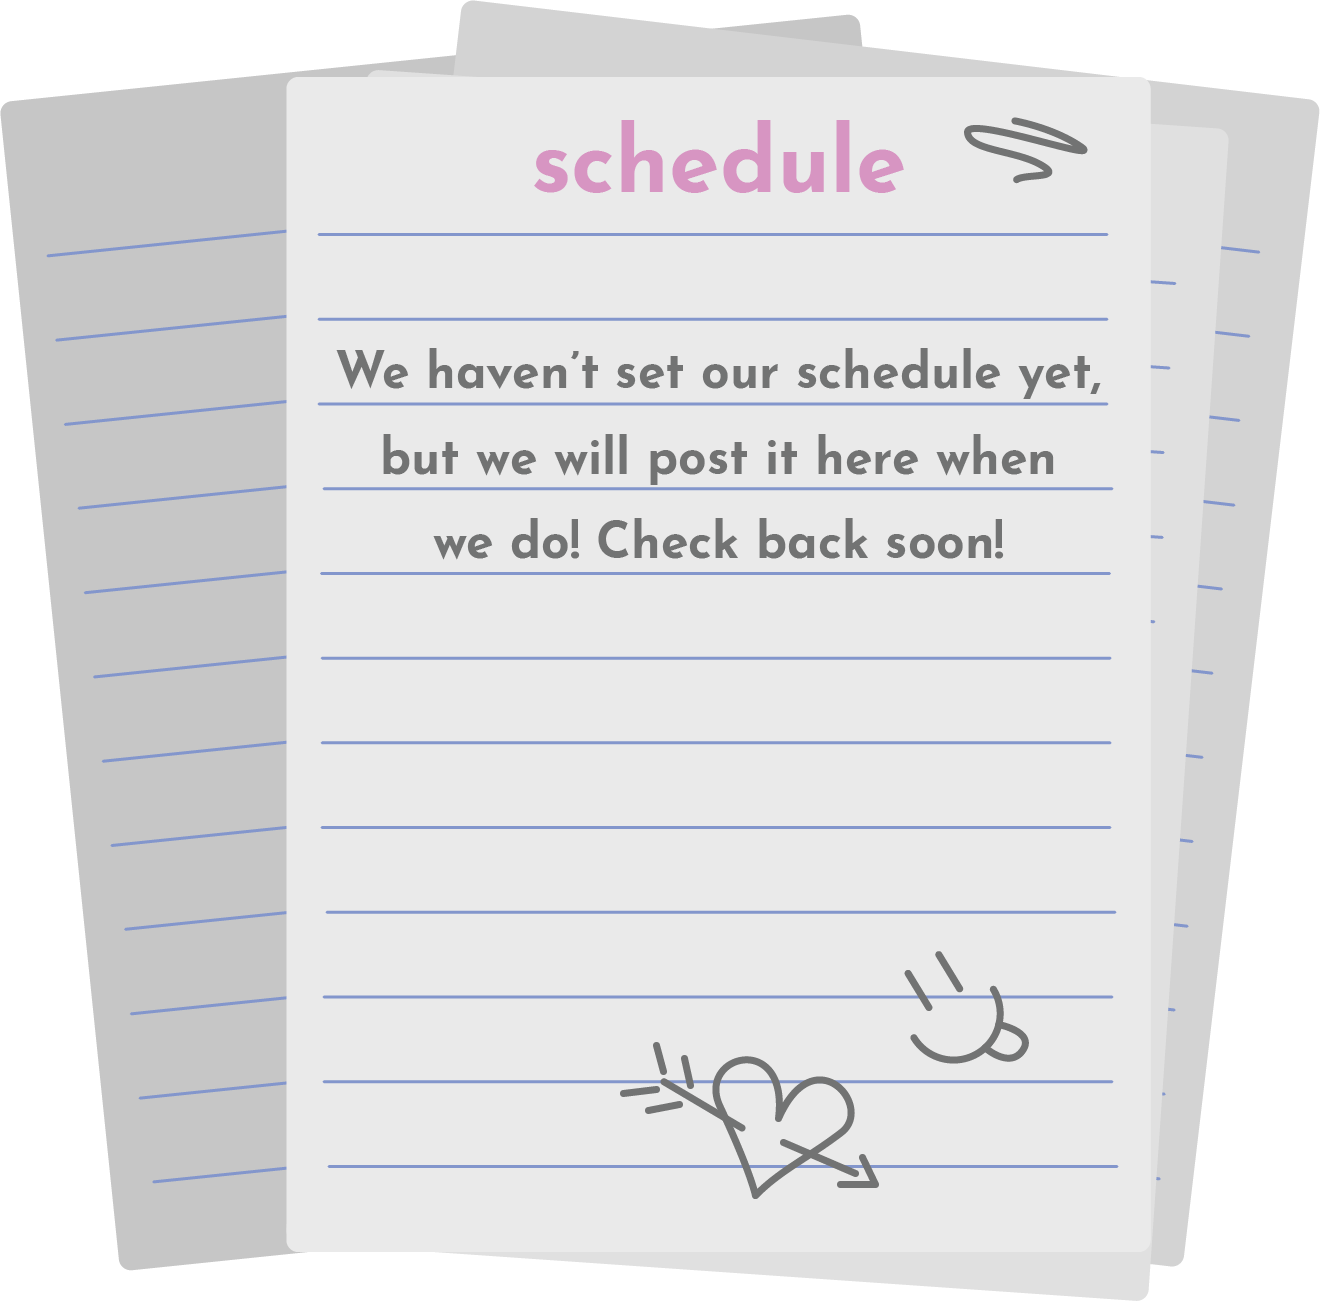 schedule
We haven't set our schedule yet,
but we will post it here when
we do! Check back soon!